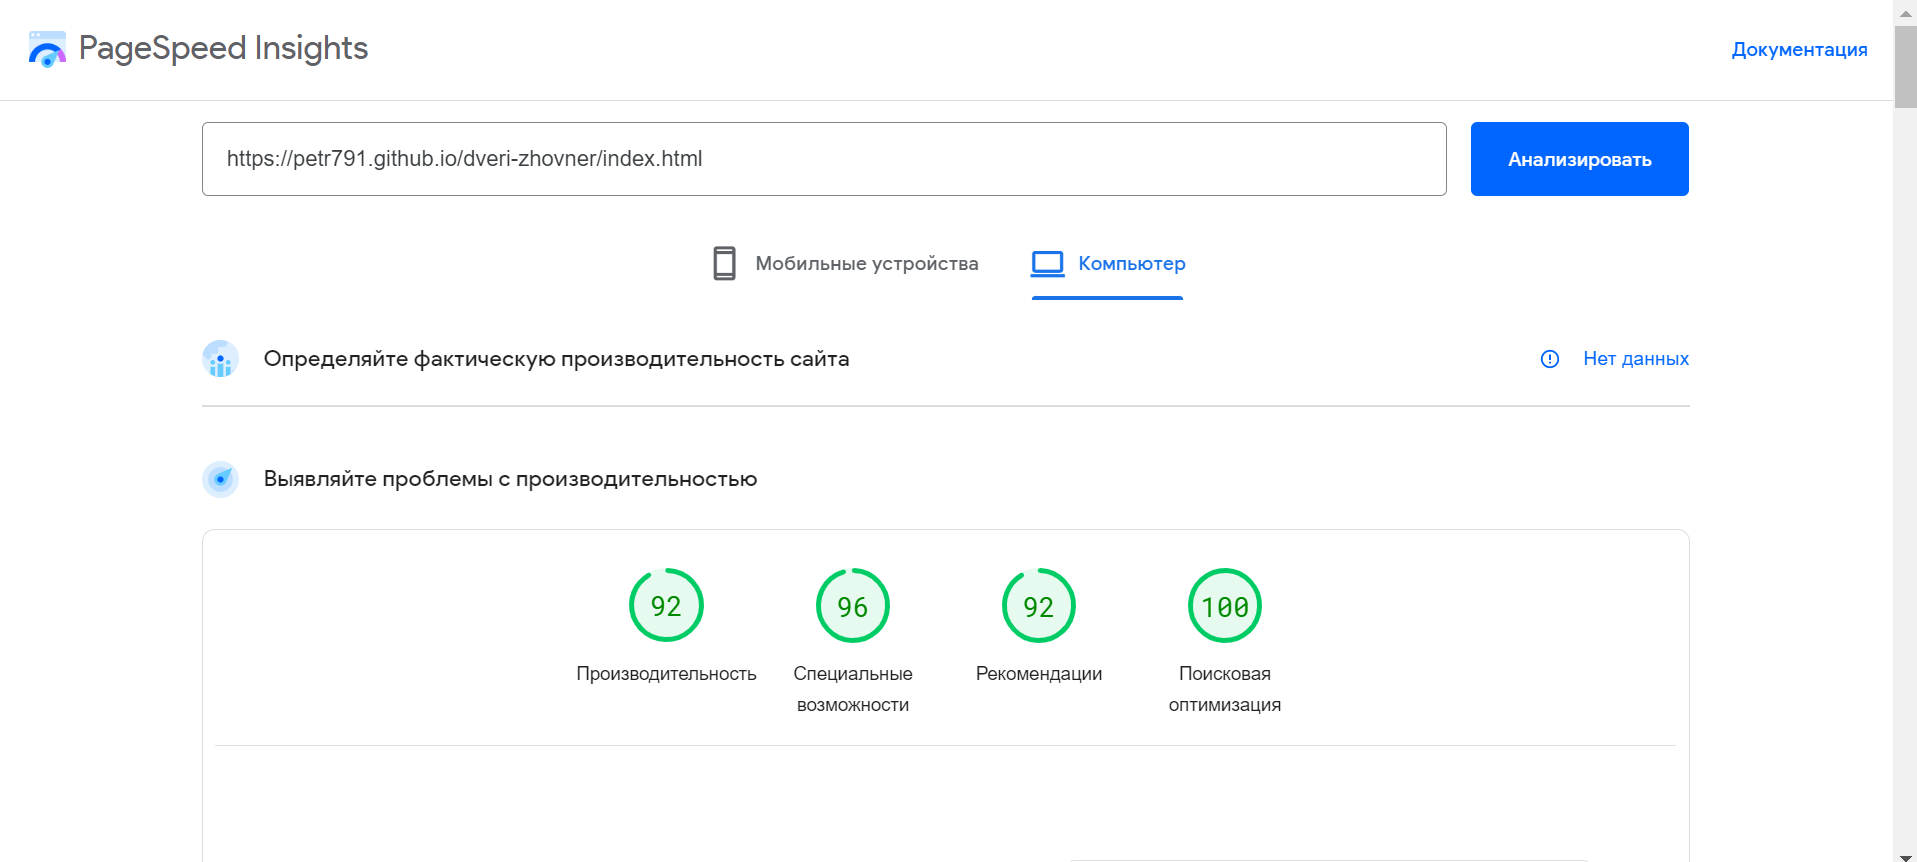 PageSpeed Insights
Документация
https://petr791.github.io/dveri-zhovner/index.html
Анализировать
Мобильные устройства
Компьютер
Определяйте фактическую производительность сайта
Нет данных
Выявляйте проблемы с производительностью
92
96
92
100
Производительность
Специальные
возможности
Рекомендации
Поисковая
оптимизация